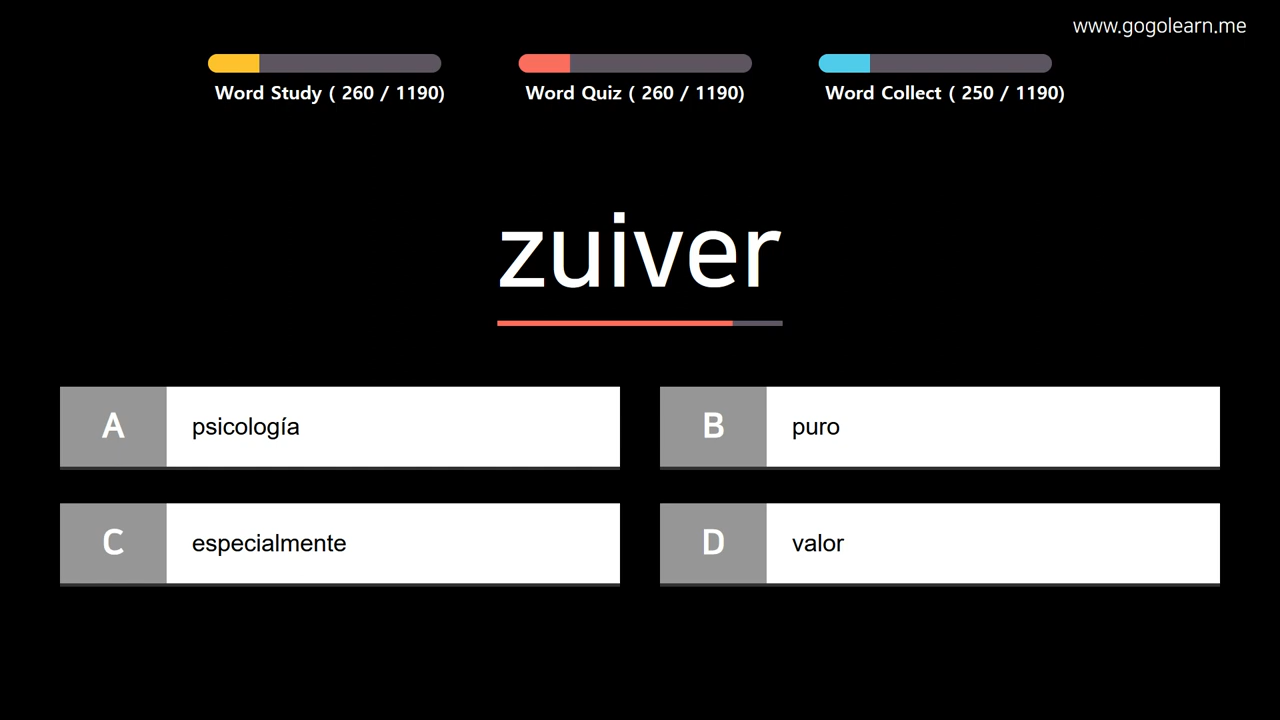 www.gogolearn.me
Word Study ( 260 / 1190)
Word Quiz ( 260 / 1190)
Word Collect ( 250 / 1190)
zuiver
A
psicología
B
puro
C
especialmente
D
valor